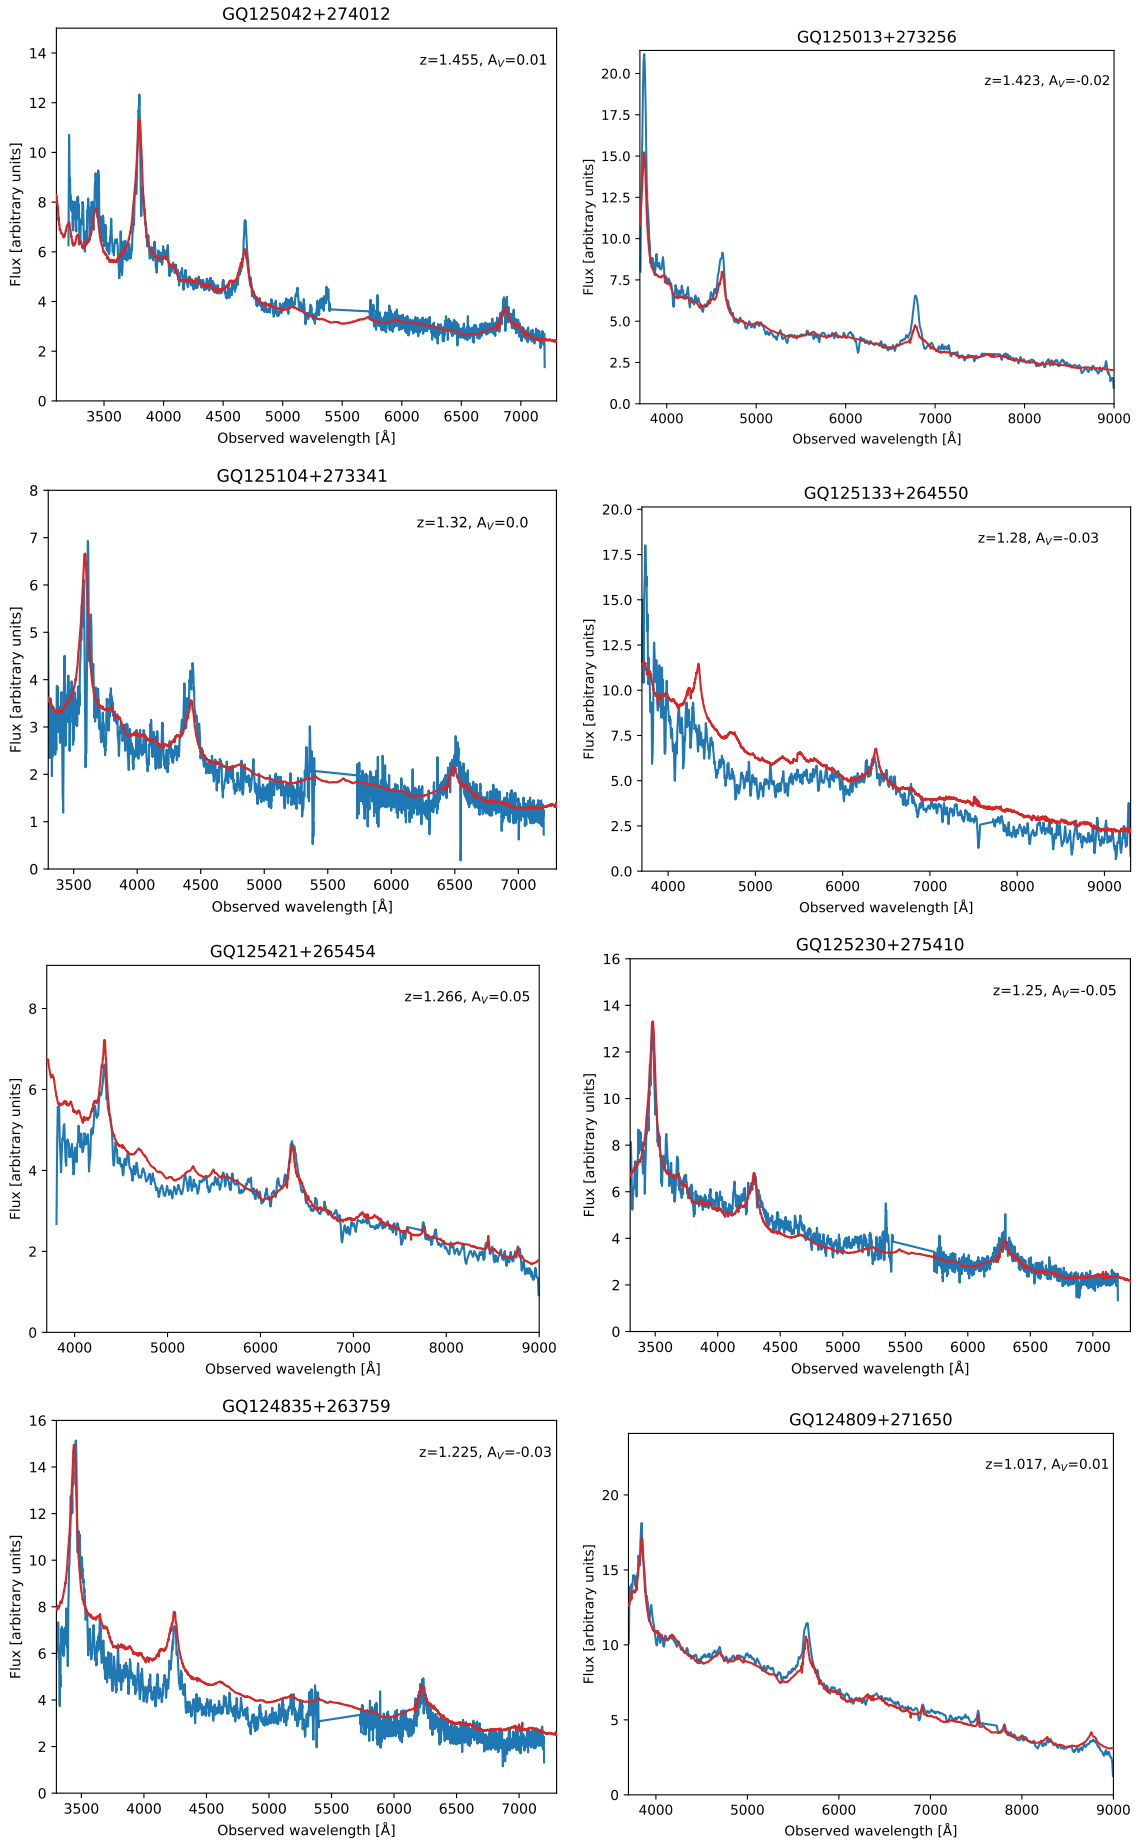 GQ125042+274012
z=1.455, A_V=0.01
14
12
10
8
6
4
2
0
Flux [arbitrary units]
3500 4000 4500 5000 5500 6000 6500 7000
Observed wavelength [Å]
GQ125013+273256
z=1.423, A_V=-0.02
20.0
17.5
15.0
12.5
10.0
7.5
5.0
2.5
0.0
Flux [arbitrary units]
4000 5000 6000 7000 8000 9000
Observed wavelength [Å]
GQ125104+273341
z=1.32, A_V=0.0
8
7
6
5
4
3
2
1
0
Flux [arbitrary units]
3500 4000 4500 5000 5500 6000 6500 7000
Observed wavelength [Å]
GQ125133+264550
z=1.28, A_V=-0.03
20.0
17.5
15.0
12.5
10.0
7.5
5.0
2.5
0.0
Flux [arbitrary units]
4000 5000 6000 7000 8000 9000
Observed wavelength [Å]
GQ125421+265454
z=1.266, A_V=0.05
8
6
4
2
0
Flux [arbitrary units]
4000 5000 6000 7000 8000 9000
Observed wavelength [Å]
GQ125230+275410
z=1.25, A_V=-0.05
16
14
12
10
8
6
4
2
0
Flux [arbitrary units]
3500 4000 4500 5000 5500 6000 6500 7000
Observed wavelength [Å]
GQ124835+263759
z=1.225, A_V=-0.03
16
14
12
10
8
6
4
2
0
Flux [arbitrary units]
3500 4000 4500 5000 5500 6000 6500 7000
Observed wavelength [Å]
GQ124809+271650
z=1.017, A_V=0.01
20
15
10
5
0
Flux [arbitrary units]
4000 5000 6000 7000 8000 9000
Observed wavelength [Å]